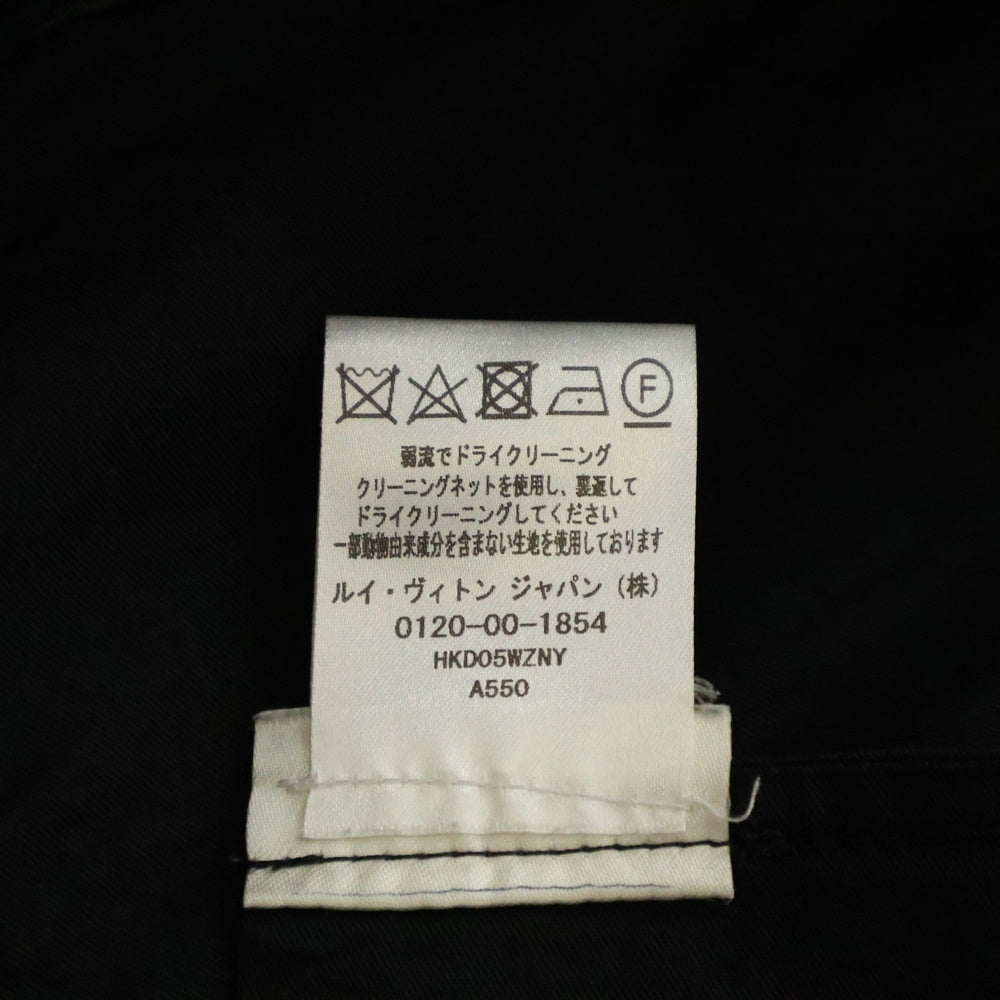 F
弱流でドライクリーニング
クリーニングネットを使用し、裏返して
ドライクリーニングしてください
一部動物由来成分を含まない生地を使用しております
ルイ・ヴィトン ジャパン (株)
0120-00-1854
HKD05WZNY
A550